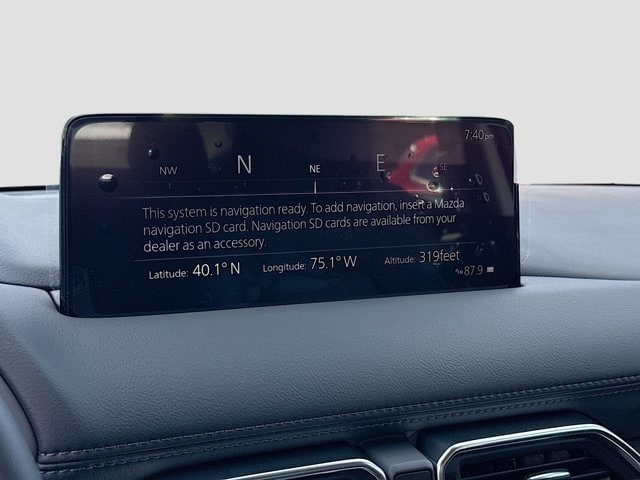 7:40pm
NW N NE E SE
This system is navigation ready. To add navigation, insert a Mazda
navigation SD card. Navigation SD cards are available from your
dealer as an accessory.
Latitude: 40.1° N Longitude: 75.1° W Altitude: 319feet
87.9